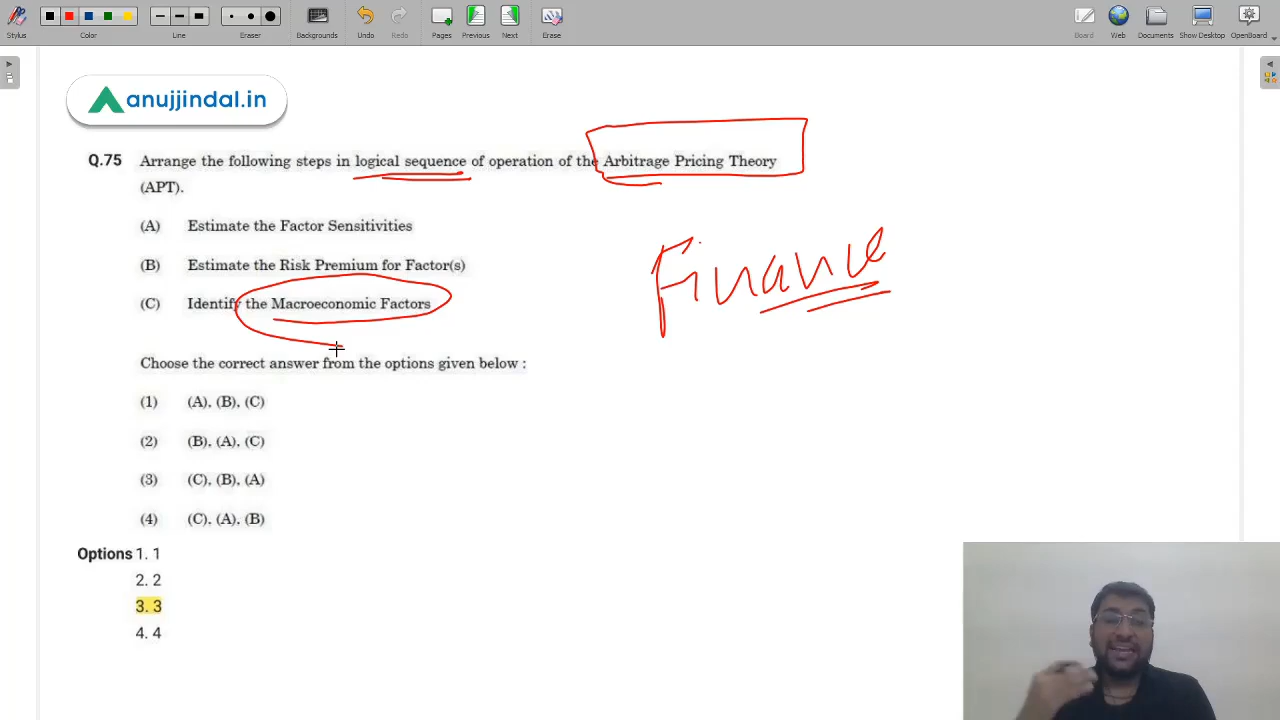 Stylus
Color
Line
Eraser
Backgrounds
Undo
Redo
Pages
Previous
Next
Erase
Board
Web
Documents
Show Desktop
OpenBoard
anujjindal.in
Q.75 Arrange the following steps in logical sequence of operation of the Arbitrage Pricing Theory
(APT).
(A) Estimate the Factor Sensitivities
(B) Estimate the Risk Premium for Factor(s)
(C) Identify the Macroeconomic Factors
Finance
Choose the correct answer from the options given below :
(1) (A), (B), (C)
(2) (B), (A), (C)
(3) (C), (B), (A)
(4) (C), (A), (B)
Options 1. 1
2. 2
3. 3
4. 4